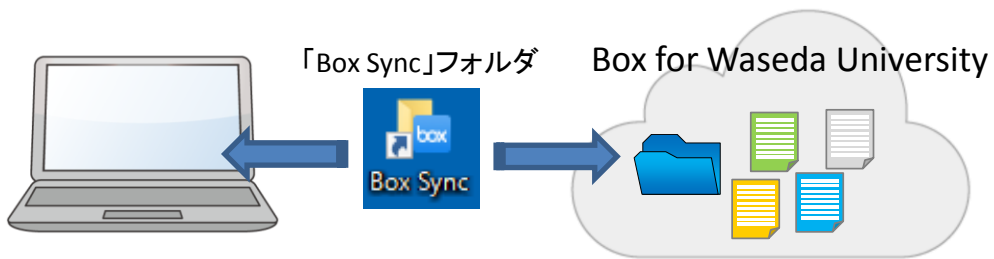 「Box Sync」フォルダ
Box for Waseda University
box
Box Sync